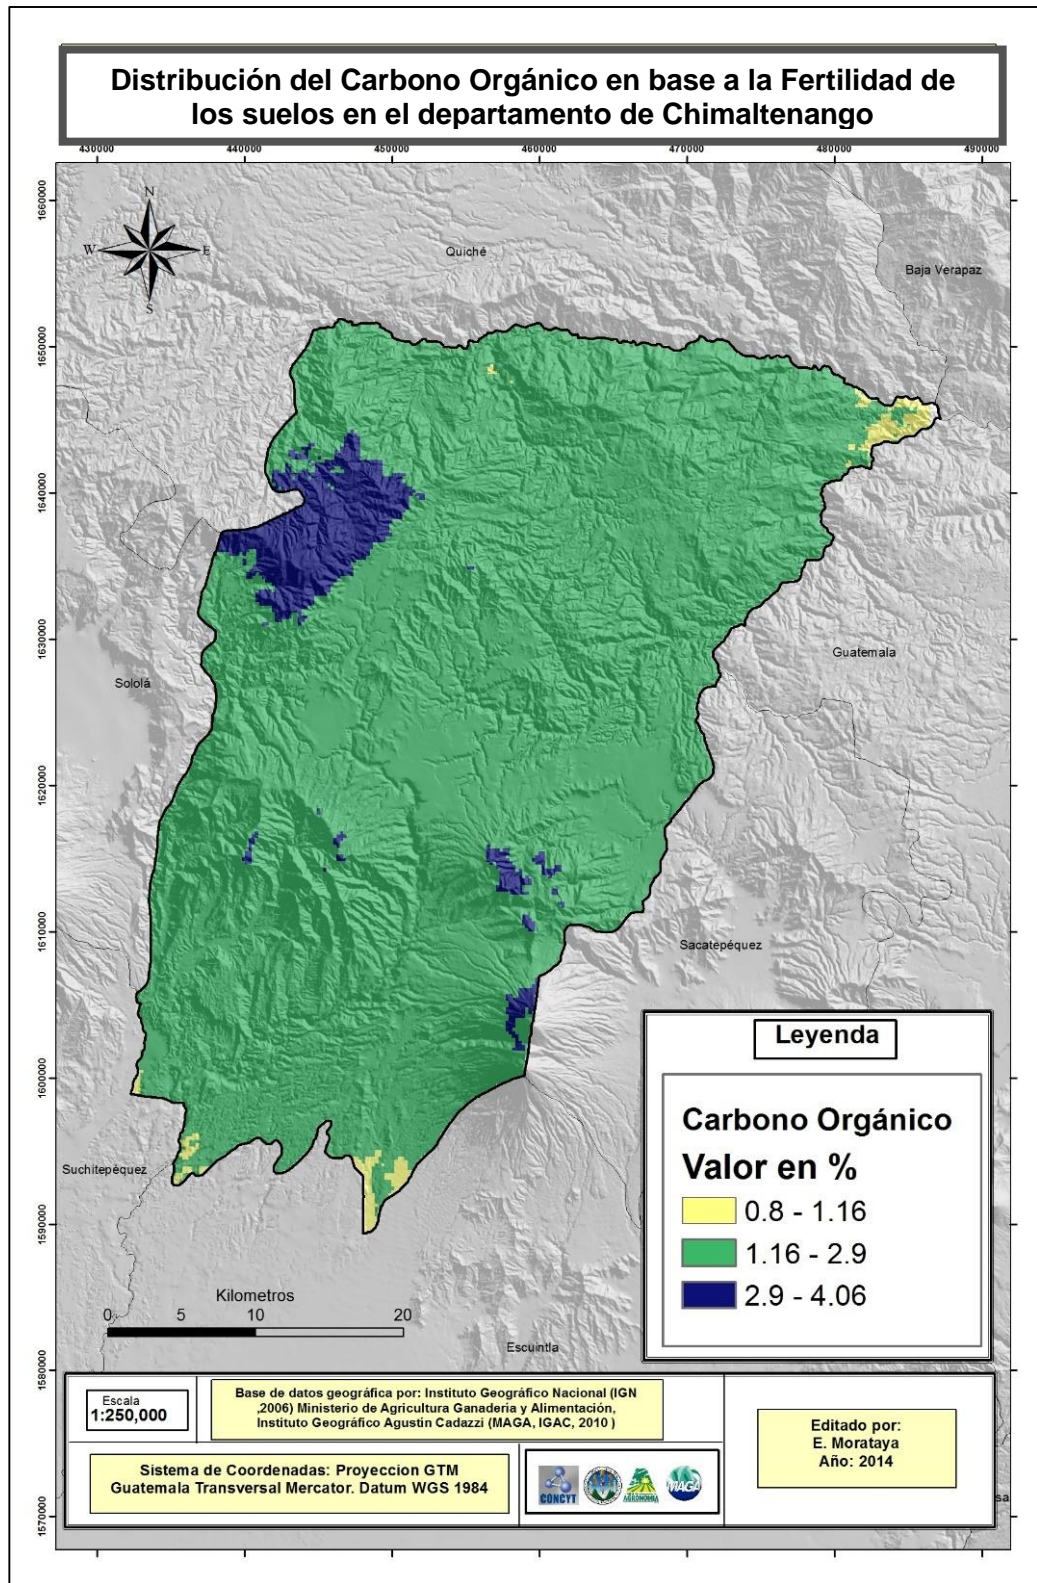 Distribución del Carbono Orgánico en base a la Fertilidad de
los suelos en el departamento de Chimaltenango
430000
440000
450000
460000
470000
480000
490000
1660000
1650000
1640000
1630000
1620000
1610000
1600000
1590000
1580000
1570000
N
W
E
S
Quiché
Baja Verapaz
Guatemala
Sololá
Sacatepéquez
Suchitepéquez
Escuintla
Leyenda
Carbono Orgánico
Valor en %
0.8 - 1.16
1.16 - 2.9
2.9 - 4.06
Kilometros
0 5 10 20
Escala
1:250,000
Base de datos geográfica por: Instituto Geográfico Nacional (IGN
,2006) Ministerio de Agricultura Ganaderia y Alimentación,
Instituto Geográfico Agustin Cadazzi (MAGA, IGAC, 2010 )
Sistema de Coordenadas: Proyeccion GTM
Guatemala Transversal Mercator. Datum WGS 1984
CONCYT
AGRONOMIA
MAGA
Editado por:
E. Morataya
Año: 2014
sa